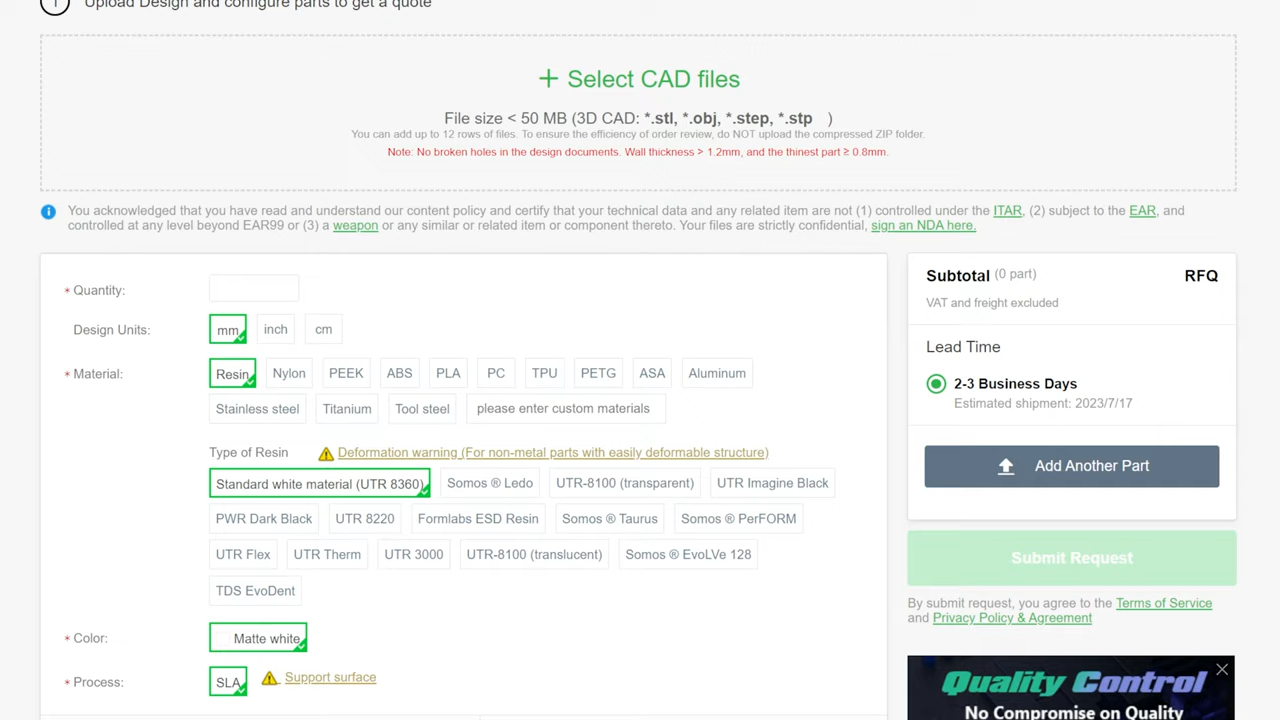 1 Upload Design and configure parts to get a quote
+ Select CAD files
File size < 50 MB (3D CAD: *.stl, *.obj, *.step, *.stp )
You can add up to 12 rows of files. To ensure the efficiency of order review, do NOT upload the compressed ZIP folder.
Note: No broken holes in the design documents. Wall thickness > 1.2mm, and the thinest part ≥ 0.8mm.
You acknowledged that you have read and understand our content policy and certify that your technical data and any related item are not (1) controlled under the ITAR, (2) subject to the EAR, and
controlled at any level beyond EAR99 or (3) a weapon or any similar or related item or component thereto. Your files are strictly confidential, sign an NDA here.
* Quantity:
Design Units: mm inch cm
* Material: Resin Nylon PEEK ABS PLA PC TPU PETG ASA Aluminum
Stainless steel Titanium Tool steel please enter custom materials
Type of Resin Deformation warning (For non-metal parts with easily deformable structure)
Standard white material (UTR 8360) Somos ® Ledo UTR-8100 (transparent) UTR Imagine Black
PWR Dark Black UTR 8220 Formlabs ESD Resin Somos ® Taurus Somos ® PerFORM
UTR Flex UTR Therm UTR 3000 UTR-8100 (translucent) Somos ® EvoLVe 128
TDS EvoDent
* Color: Matte white
* Process: SLA Support surface
Subtotal (0 part) RFQ
VAT and freight excluded
Lead Time
2-3 Business Days
Estimated shipment: 2023/7/17
Add Another Part
Submit Request
By submit request, you agree to the Terms of Service
and Privacy Policy & Agreement
Quality Control
No Compromise on Quality